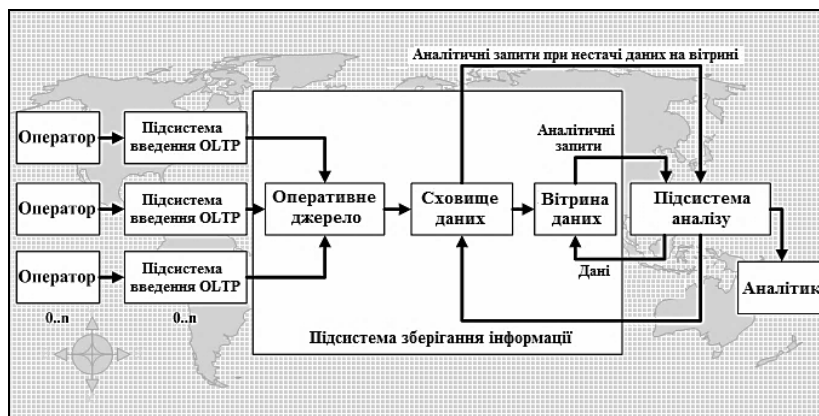 Аналітичні запити при нестачі даних на вітрині
Оператор
Підсистема
введення OLTP
Аналітичні
запити
Оператор
Підсистема
введення OLTP
Оперативне
джерело
Сховище
даних
Вітрина
даних
Підсистема
аналізу
Оператор
Підсистема
введення OLTP
Дані
Аналітик
0..n
0..n
Підсистема зберігання інформації